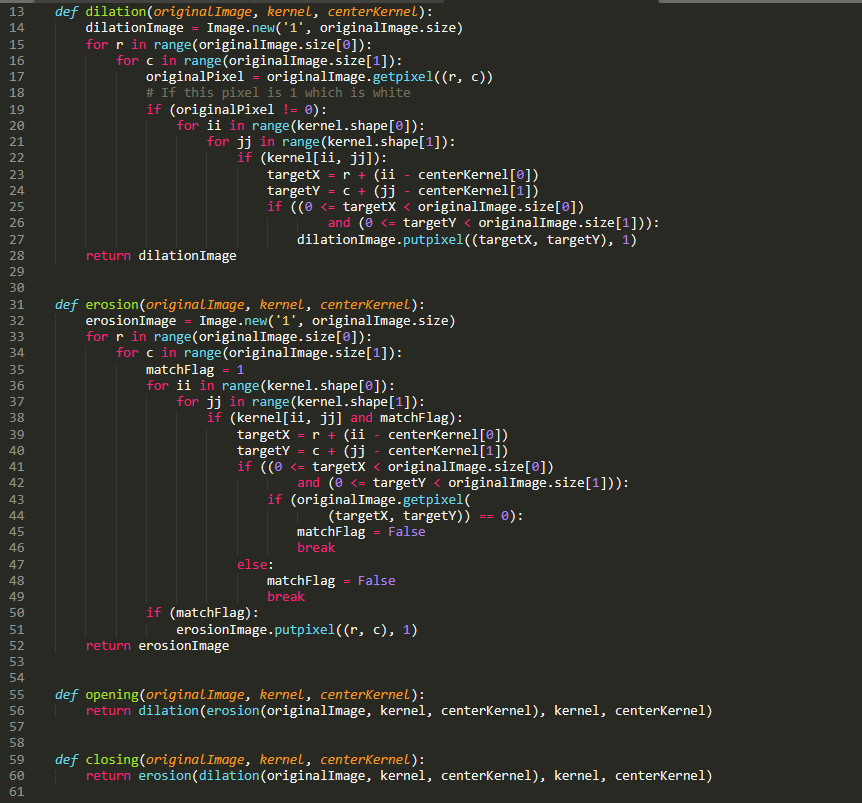 13 def dilation(originalImage, kernel, centerKernel):
14     dilationImage = Image.new('1', originalImage.size)
15     for r in range(originalImage.size[0]):
16         for c in range(originalImage.size[1]):
17             originalPixel = originalImage.getpixel((r, c))
18             # If this pixel is 1 which is white
19             if (originalPixel != 0):
20                 for ii in range(kernel.shape[0]):
21                     for jj in range(kernel.shape[1]):
22                         if (kernel[ii, jj]):
23                             targetX = r + (ii - centerKernel[0])
24                             targetY = c + (jj - centerKernel[1])
25                             if ((0 <= targetX < originalImage.size[0])
26                                     and (0 <= targetY < originalImage.size[1])):
27                                 dilationImage.putpixel((targetX, targetY), 1)
28     return dilationImage
29
30
31 def erosion(originalImage, kernel, centerKernel):
32     erosionImage = Image.new('1', originalImage.size)
33     for r in range(originalImage.size[0]):
34         for c in range(originalImage.size[1]):
35             matchFlag = 1
36             for ii in range(kernel.shape[0]):
37                 for jj in range(kernel.shape[1]):
38                     if (kernel[ii, jj] and matchFlag):
39                         targetX = r + (ii - centerKernel[0])
40                         targetY = c + (jj - centerKernel[1])
41                         if ((0 <= targetX < originalImage.size[0])
42                                 and (0 <= targetY < originalImage.size[1])):
43                             if (originalImage.getpixel(
44                                     (targetX, targetY)) == 0):
45                                 matchFlag = False
46                                 break
47                         else:
48                             matchFlag = False
49                             break
50             if (matchFlag):
51                 erosionImage.putpixel((r, c), 1)
52     return erosionImage
53
54
55 def opening(originalImage, kernel, centerKernel):
56     return dilation(erosion(originalImage, kernel, centerKernel), kernel, centerKernel)
57
58
59 def closing(originalImage, kernel, centerKernel):
60     return erosion(dilation(originalImage, kernel, centerKernel), kernel, centerKernel)
61